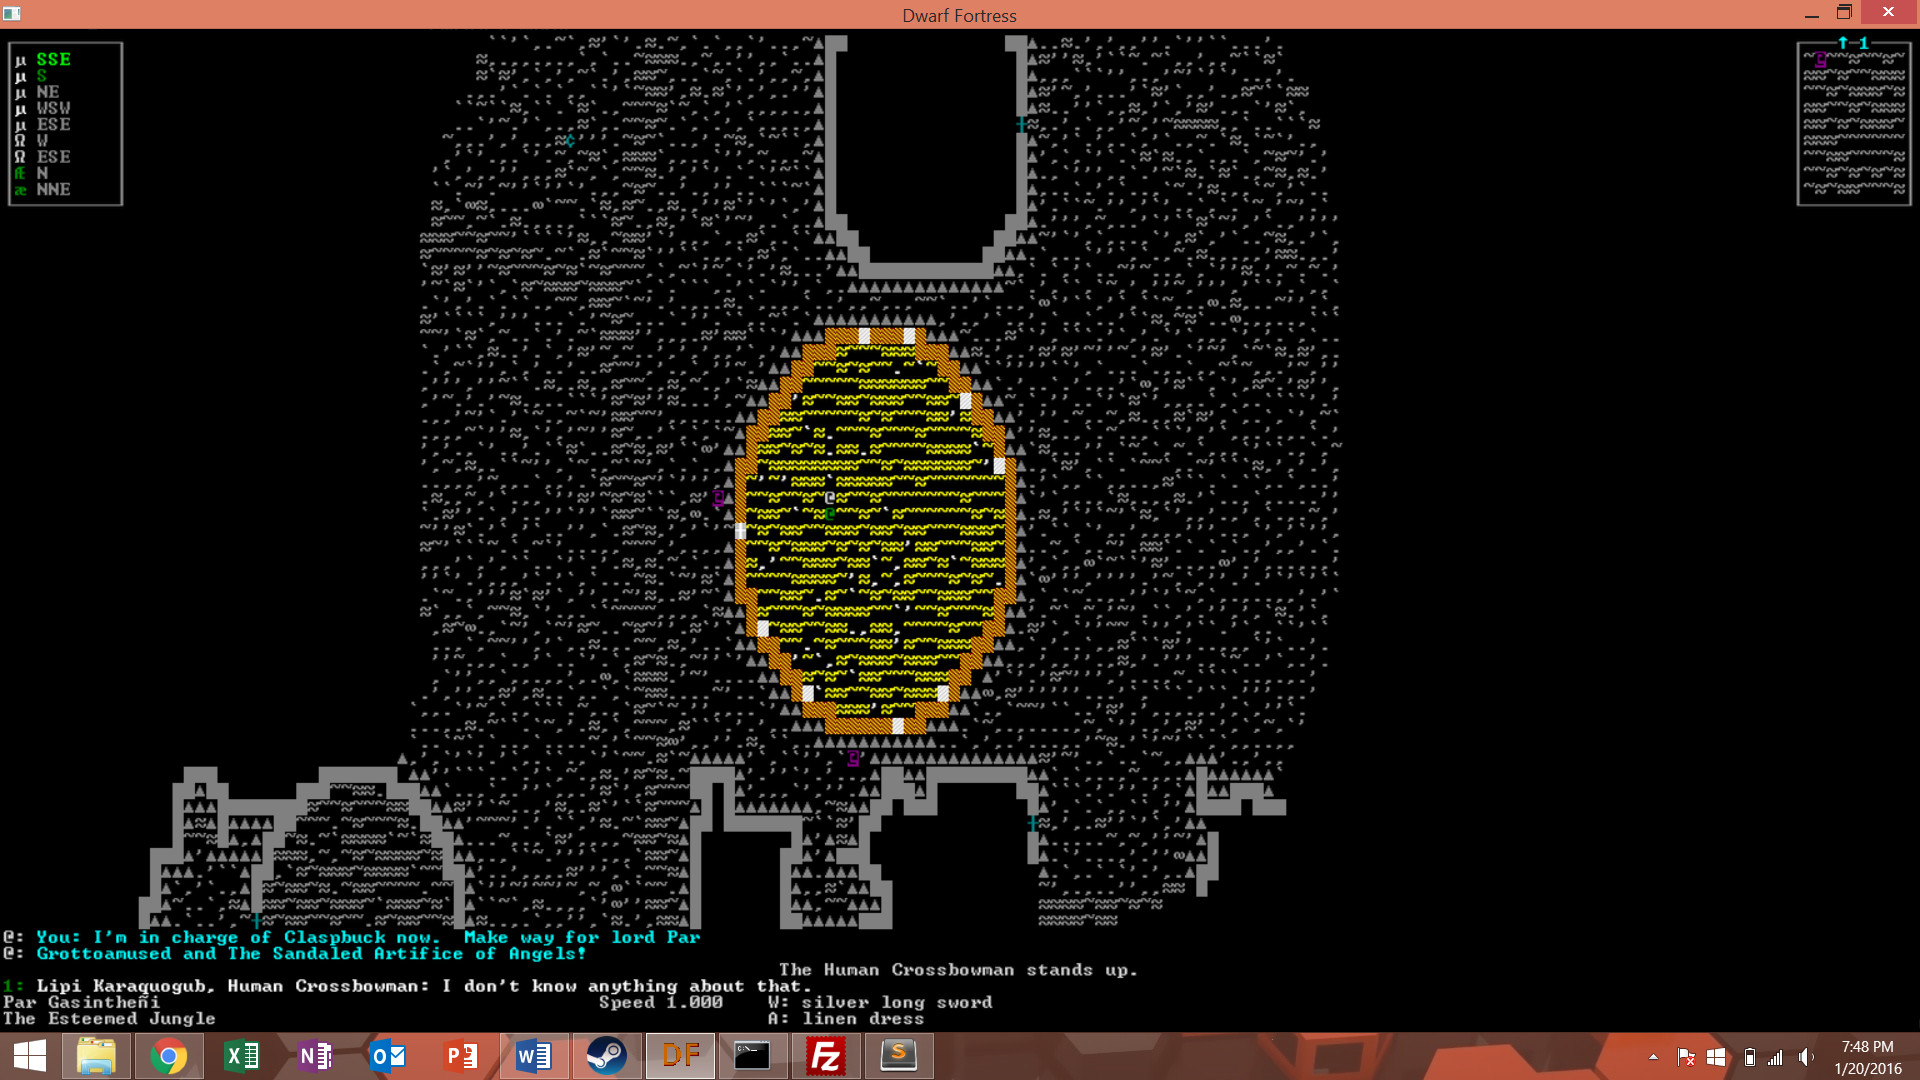 Dwarf Fortress
µ SSE
µ S
µ NE
µ WSW
µ ESE
Ω W
Ω ESE
Æ N
æ NNE
↑ 1
@: You: I'm in charge of Claspbuck now.  Make way for lord Par
@: Grottoamused and The Sandaled Artifice of Angels!
The Human Crossbowman stands up.
1: Lipi Karaquogub, Human Crossbowman: I don't know anything about that.
Par Gasintheñi
Speed 1.000
W: silver long sword
The Esteemed Jungle
A: linen dress
DF
7:48 PM
1/20/2016